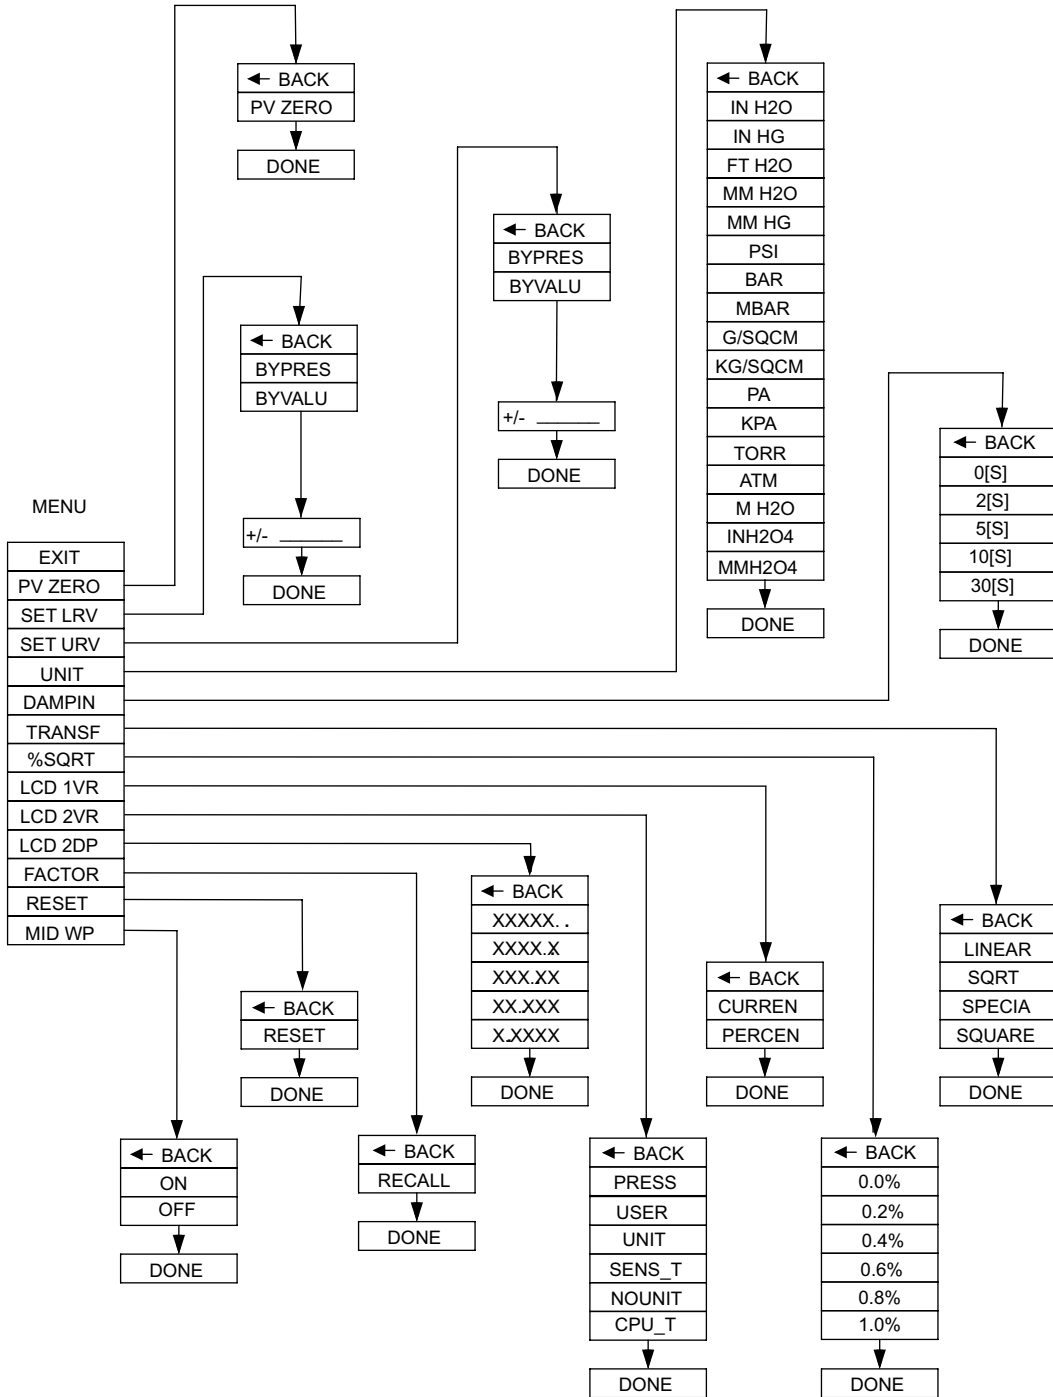 ← BACK
PV ZERO
DONE
← BACK
BYPRES
BYVALU
+/- ______
DONE
← BACK
BYPRES
BYVALU
+/- ______
DONE
← BACK
IN H2O
IN HG
FT H2O
MM H2O
MM HG
PSI
BAR
MBAR
G/SQCM
KG/SQCM
PA
KPA
TORR
ATM
M H2O
INH2O4
MMH2O4
DONE
← BACK
0[S]
2[S]
5[S]
10[S]
30[S]
DONE
MENU
EXIT
PV ZERO
SET LRV
SET URV
UNIT
DAMPIN
TRANSF
%SQRT
LCD 1VR
LCD 2VR
LCD 2DP
FACTOR
RESET
MID WP
← BACK
ON
OFF
DONE
← BACK
RESET
DONE
← BACK
RECALL
DONE
← BACK
XXXXX. .
XXXX.X
XXX.XX
XX.XXX
X.XXXX
DONE
← BACK
PRESS
USER
UNIT
SENS_T
NOUNIT
CPU_T
DONE
← BACK
CURREN
PERCEN
DONE
← BACK
0.0%
0.2%
0.4%
0.6%
0.8%
1.0%
DONE
← BACK
LINEAR
SQRT
SPECIA
SQUARE
DONE